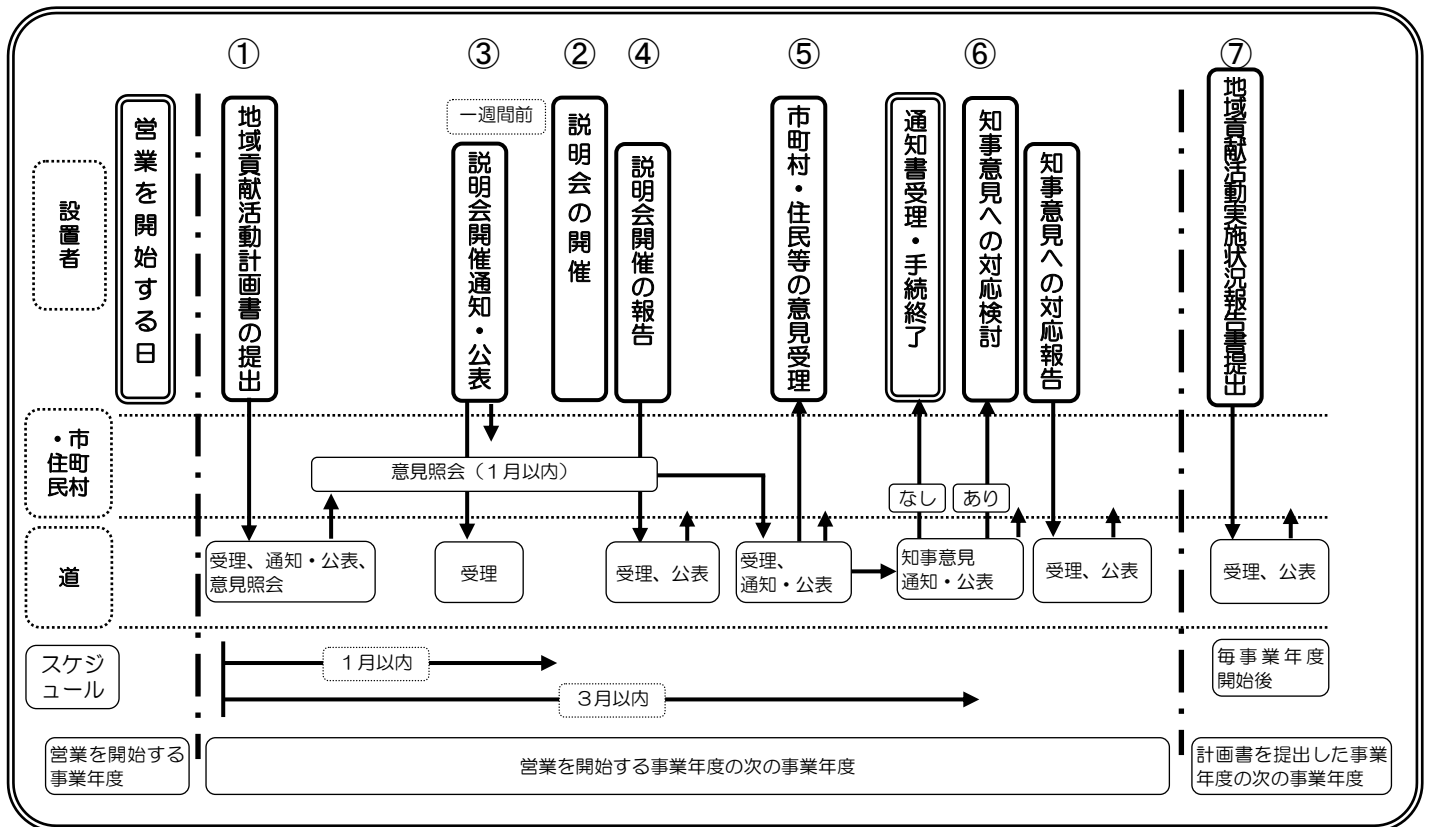 ①
③
②
④
⑤
⑥
⑦
設置者
営業を開始する日
地域貢献活動計画書の提出
一週間前
説明会開催通知・公表
説明会の開催
説明会開催の報告
市町村・住民等の意見受理
通知書受理・手続終了
知事意見への対応検討
知事意見への対応報告
地域貢献活動実施状況報告書提出
市町村
・住民
意見照会（１月以内）
なし
あり
道
受理、通知・公表、
意見照会
受理
受理、公表
受理、
通知・公表
知事意見
通知・公表
受理、公表
受理、公表
スケジ
ュール
１月以内
３月以内
毎事業年度
開始後
営業を開始する
事業年度
営業を開始する事業年度の次の事業年度
計画書を提出した事業
年度の次の事業年度